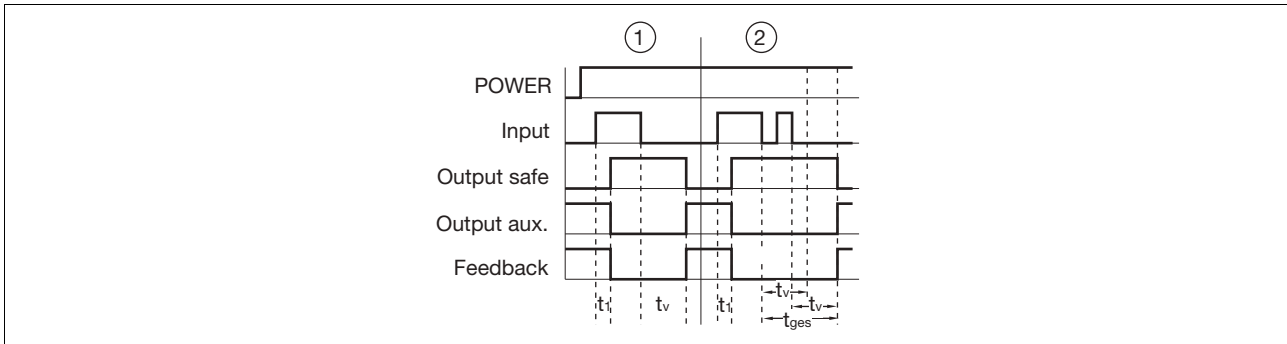 1 2
POWER
Input
Output safe
Output aux.
Feedback
t1 tv t1 tv tv
tges